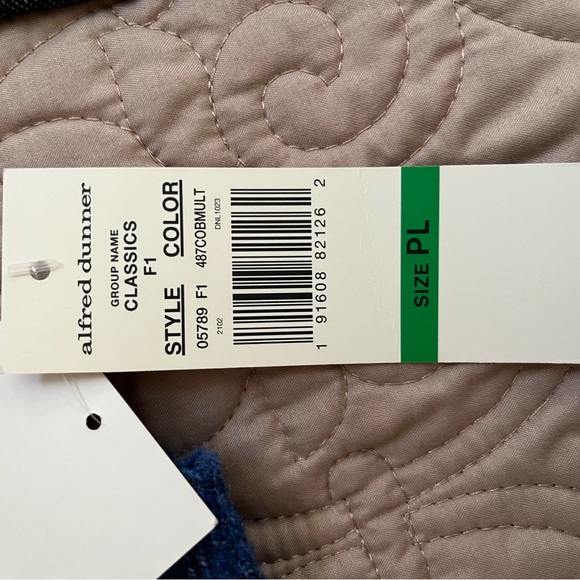 alfred dunner
GROUP NAME
CLASSICS
F1
STYLE COLOR
05789 F1 487COBMULT
2102 DNL1023
1 91608 82126 2
SIZE PL